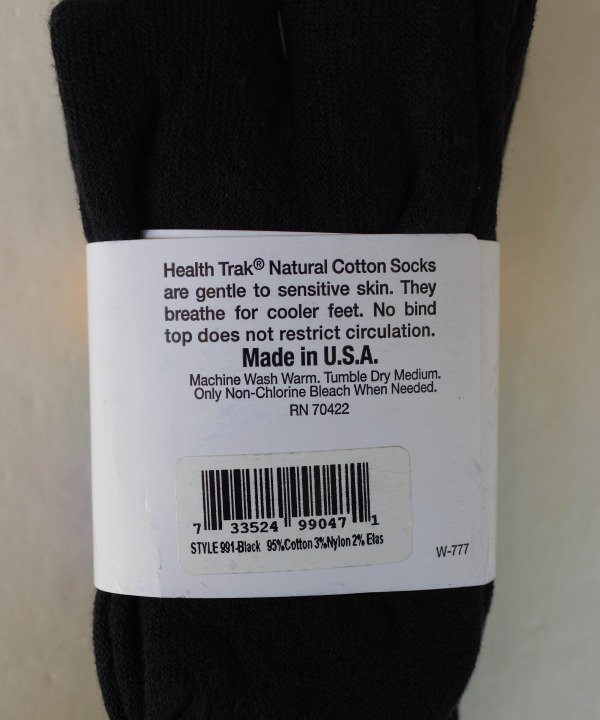 Health Trak® Natural Cotton Socks
are gentle to sensitive skin. They
breathe for cooler feet. No bind
top does not restrict circulation.
Made in U.S.A.
Machine Wash Warm. Tumble Dry Medium.
Only Non-Chlorine Bleach When Needed.
RN 70422
7 33524 99047 1
STYLE 991-Black 95%Cotton 3%Nylon 2% Elas
W-777